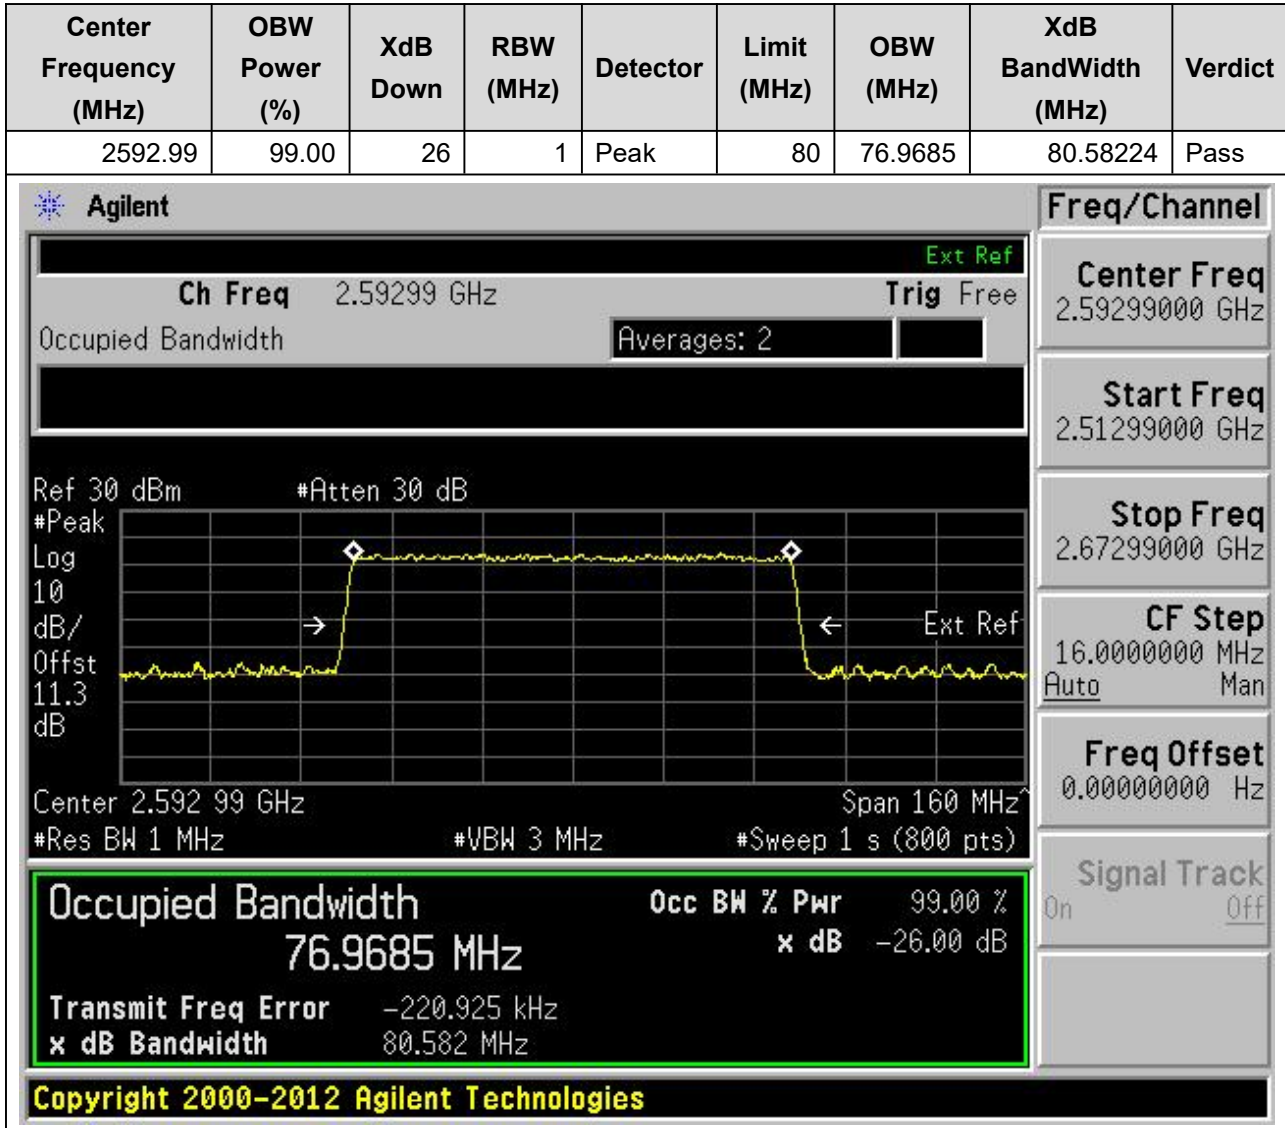 Center Frequency (MHz) OBW Power (%) XdB Down RBW (MHz) Detector Limit (MHz) OBW (MHz) XdB BandWidth (MHz) Verdict
2592.99 99.00 26 1 Peak 80 76.9685 80.58224 Pass
Agilent
Ext Ref
Ch Freq 2.59299 GHz Trig Free
Occupied Bandwidth Averages: 2
Ref 30 dBm #Atten 30 dB
#Peak
Log
10
dB/
Offst
11.3
dB
Ext Ref
Center 2.592 99 GHz Span 160 MHz^
#Res BW 1 MHz #VBW 3 MHz #Sweep 1 s (800 pts)
Occupied Bandwidth
76.9685 MHz
Occ BW % Pwr 99.00 %
x dB -26.00 dB
Transmit Freq Error -220.925 kHz
x dB Bandwidth 80.582 MHz
Freq/Channel
Center Freq
2.59299000 GHz
Start Freq
2.51299000 GHz
Stop Freq
2.67299000 GHz
CF Step
16.0000000 MHz
Auto Man
Freq Offset
0.00000000 Hz
Signal Track
On Off
Copyright 2000-2012 Agilent Technologies